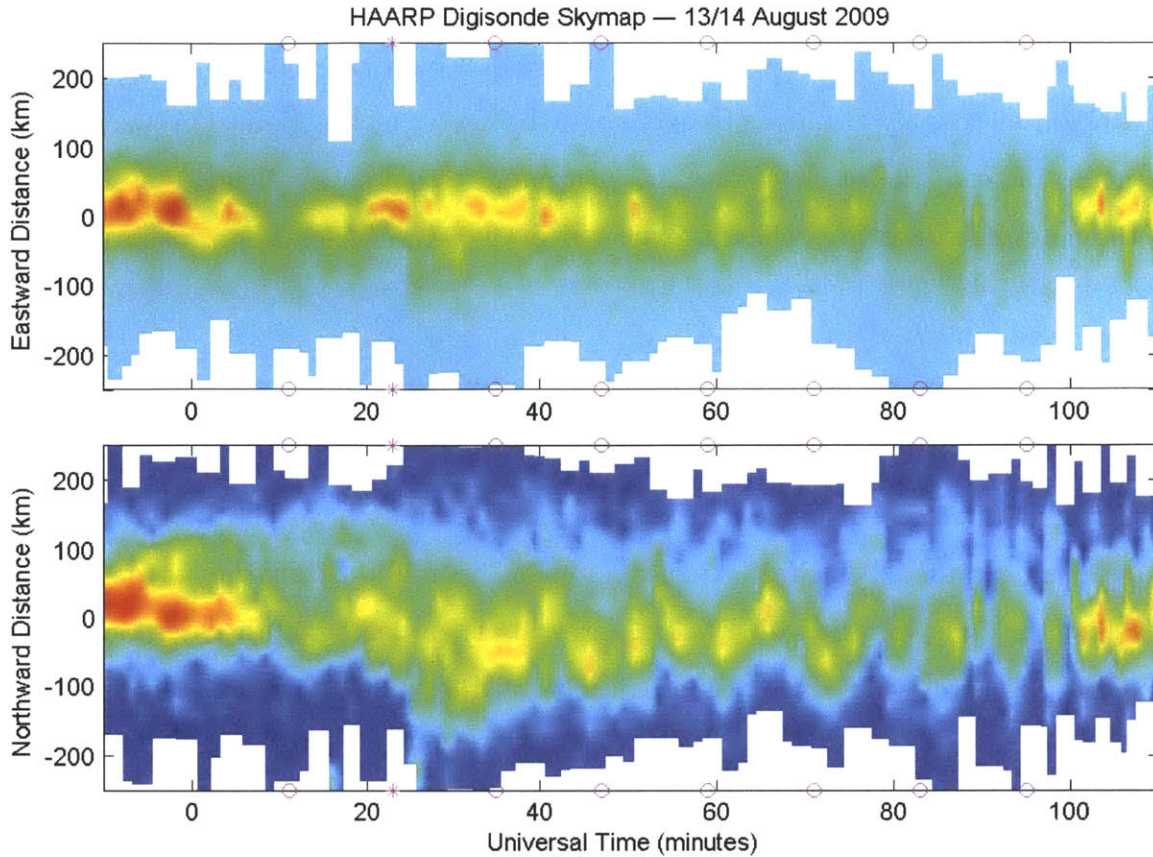 HAARP Digisonde Skymap — 13/14 August 2009
Eastward Distance (km)
200
100
0
-100
-200
0 20 40 60 80 100
Northward Distance (km)
200
100
0
-100
-200
0 20 40 60 80 100
Universal Time (minutes)